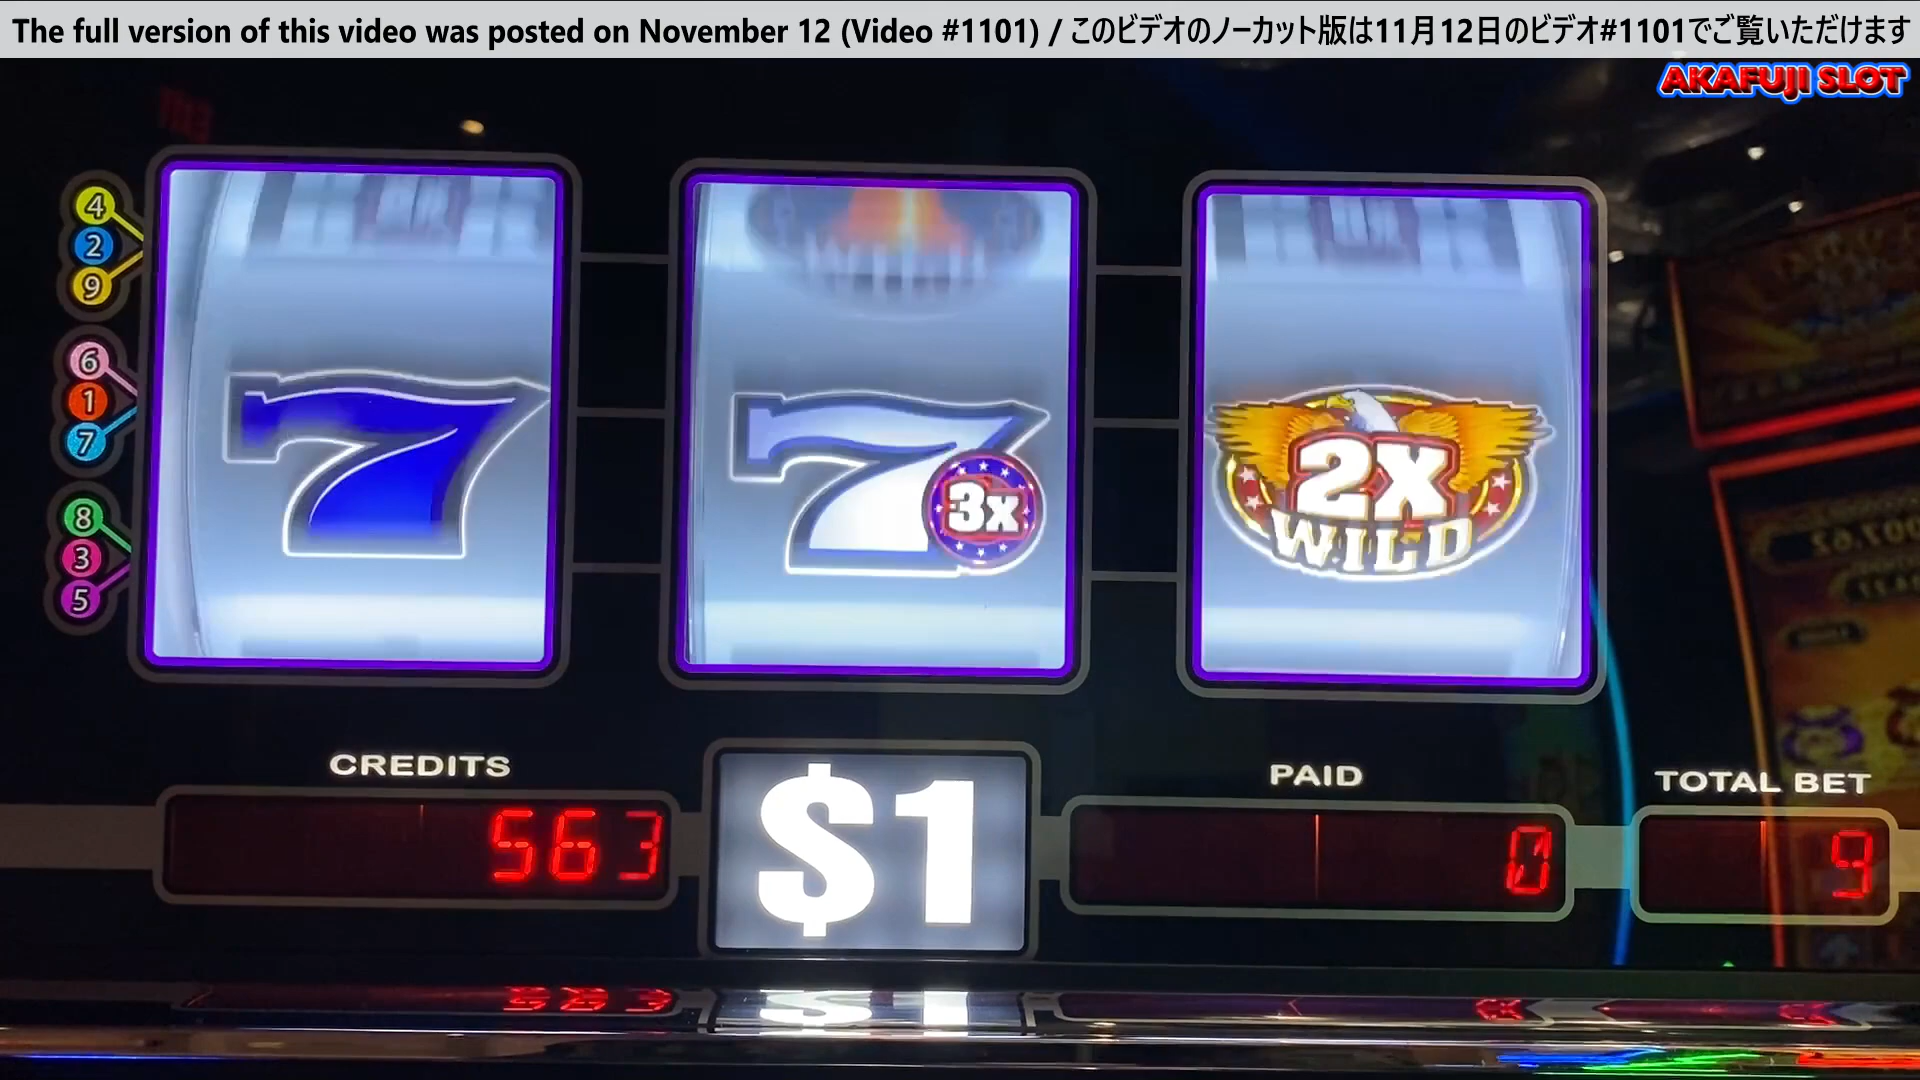 The full version of this video was posted on November 12 (Video #1101) / このビデオのノーカット版は11月12日のビデオ#1101でご覧いただけます
AKAFUJI SLOT
4
2
9
6
1
7
8
3
5
7
7 3x
2X
WILD
CREDITS
563
$1
PAID
0
TOTAL BET
9